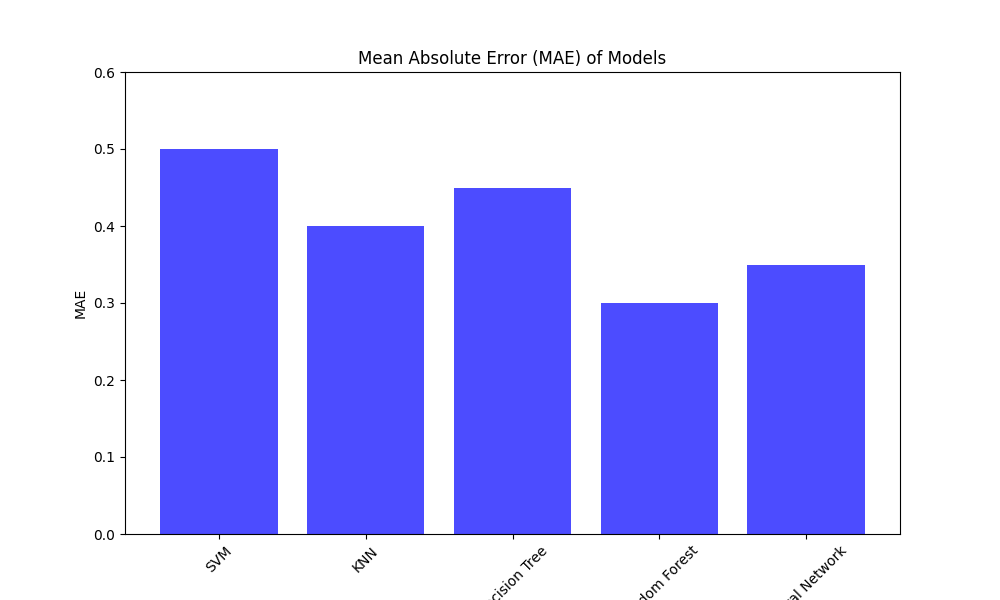 Mean Absolute Error (MAE) of Models
0.6
0.5
0.4
0.3
0.2
0.1
0.0
MAE
SVM
KNN
cision Tree
dom Forest
al Network